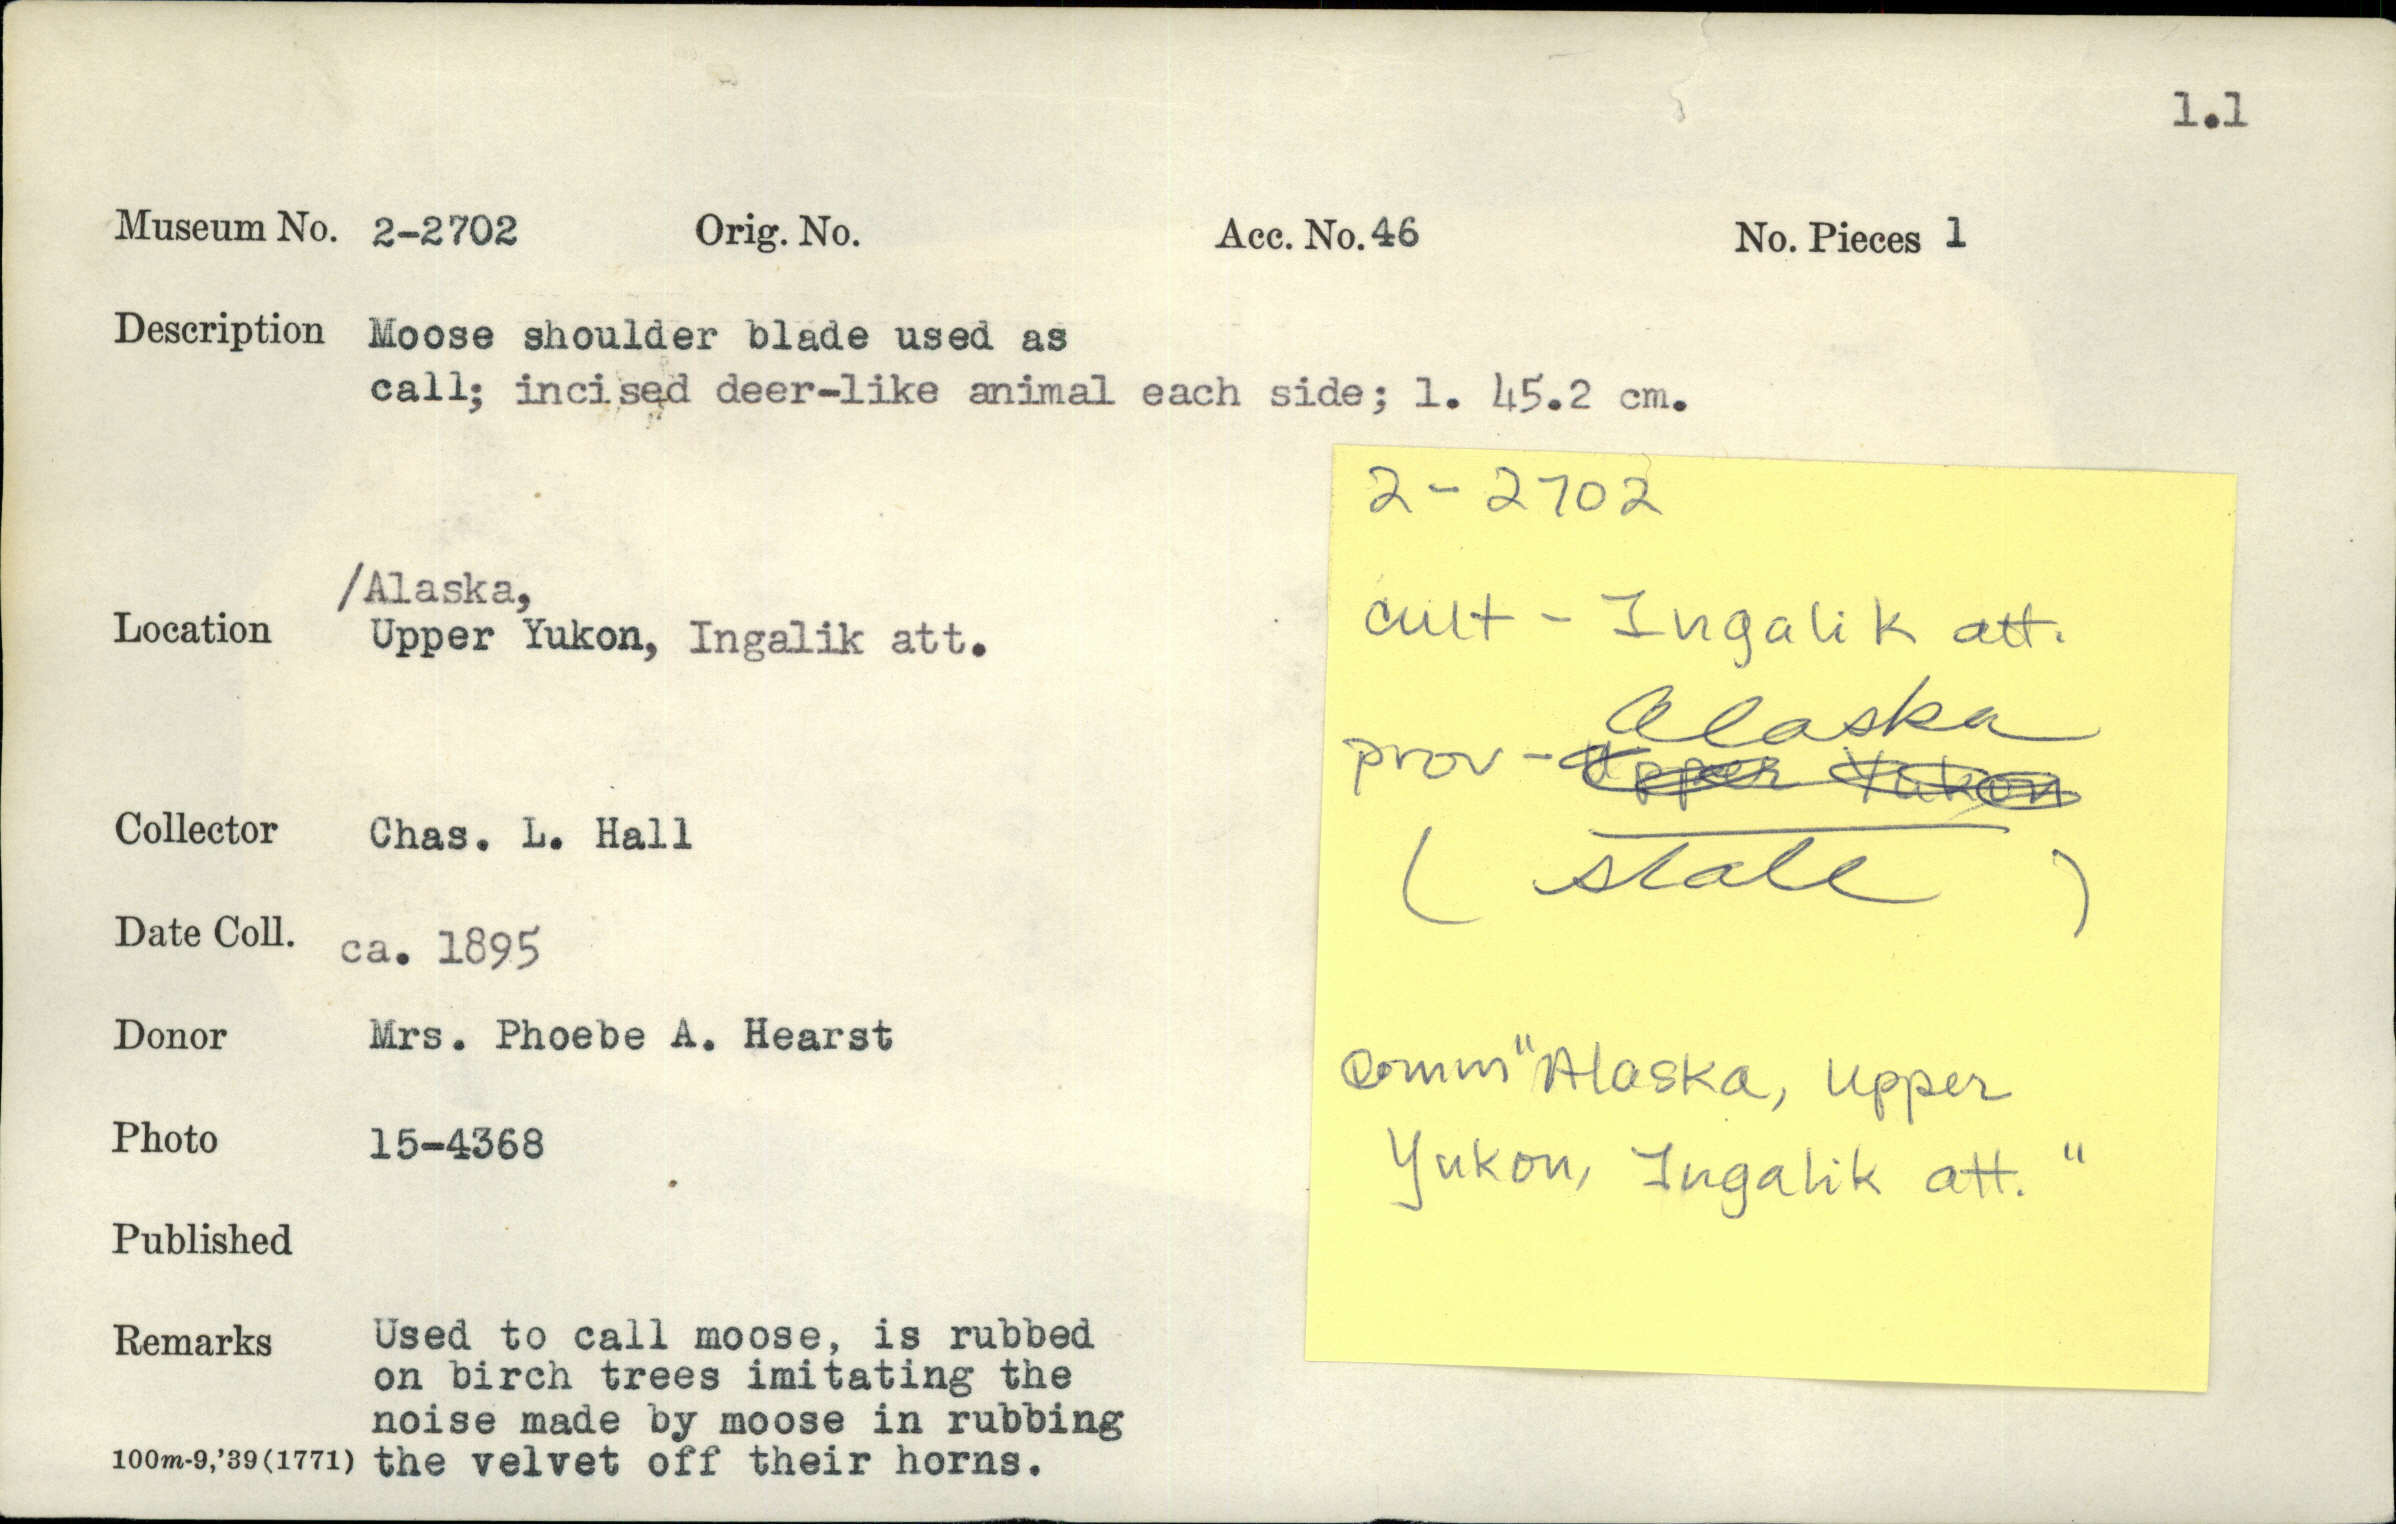 1.1
Museum No. 2-2702 Orig. No. Acc. No. 46 No. Pieces 1
Description Moose shoulder blade used as
call; incised deer-like animal each side; l. 45.2 cm.
/Alaska,
Location Upper Yukon, Ingalik att.
Collector Chas. L. Hall
Date Coll. ca. 1895
Donor Mrs. Phoebe A. Hearst
Photo 15-4368
Published
Remarks Used to call moose, is rubbed
on birch trees imitating the
noise made by moose in rubbing
100m-9,'39(1771) the velvet off their horns.
2-2702
cult - Ingalik att.
Alaska
prov - Upper Yukon
( state )
Comm "Alaska, Upper
Yukon, Ingalik att."